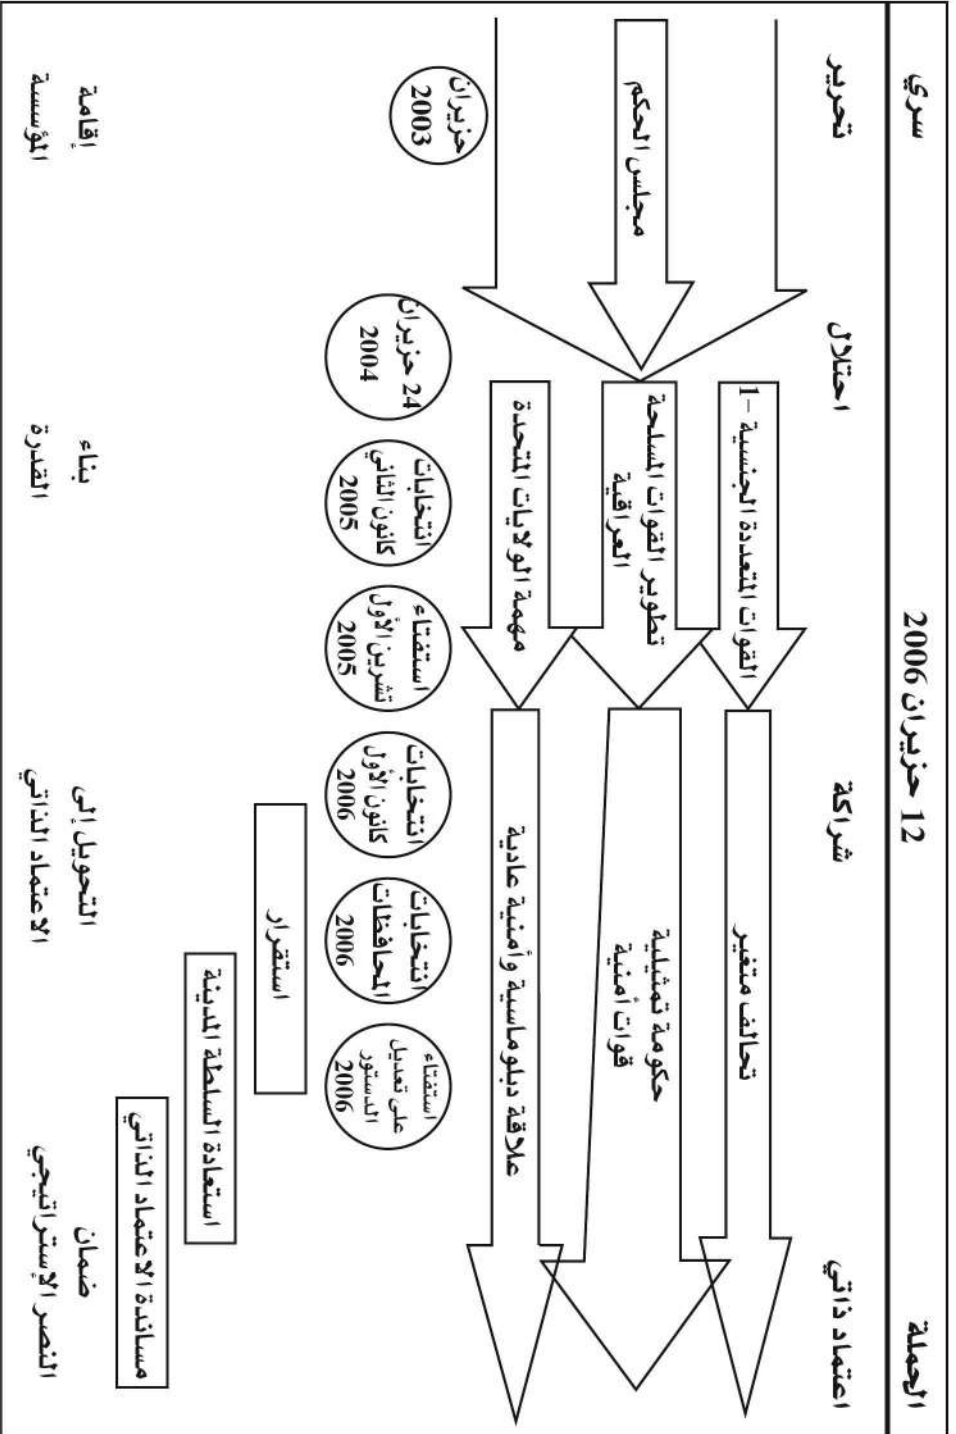 سري
12 حزيران 2006
الحملة
تحرير
احتلال
شراكة
اعتماد ذاتي
القوات المتعددة الجنسية –1
تحالف متغير
مجلس الحكم
تطوير القوات المسلحة
العراقية
حكومة تمثيلية
قوات أمنية
مهمة الولايات المتحدة
علاقة دبلوماسية وأمنية عادية
حزيران
2003
24 حزيران
2004
انتخابات
كانون الثاني
2005
استفتاء
تشرين الأول
2005
انتخابات
كانون الأول
2006
انتخابات
المحافظات
2006
استفتاء
على تعديل
الدستور
2006
استقرار
استعادة السلطة المدينة
مساندة الاعتماد الذاتي
إقامة
المؤسسة
بناء
القدرة
التحويل إلى
الاعتماد الذاتي
ضمان
النصر الإستراتيجي